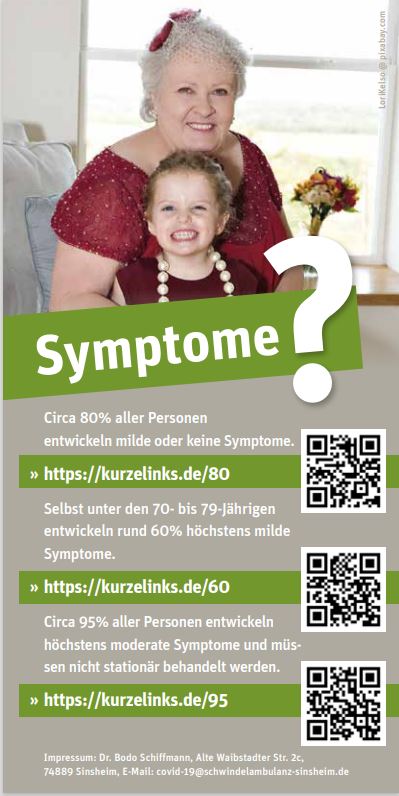 LoriKelso @ pixabay.com
Symptome?
Circa 80% aller Personen
entwickeln milde oder keine Symptome.
» https://kurzelinks.de/80
Selbst unter den 70- bis 79-Jährigen
entwickeln rund 60% höchstens milde
Symptome.
» https://kurzelinks.de/60
Circa 95% aller Personen entwickeln
höchstens moderate Symptome und müs-
sen nicht stationär behandelt werden.
» https://kurzelinks.de/95
Impressum: Dr. Bodo Schiffmann, Alte Waibstadter Str. 2c,
74889 Sinsheim, E-Mail: covid-19@schwindelambulanz-sinsheim.de